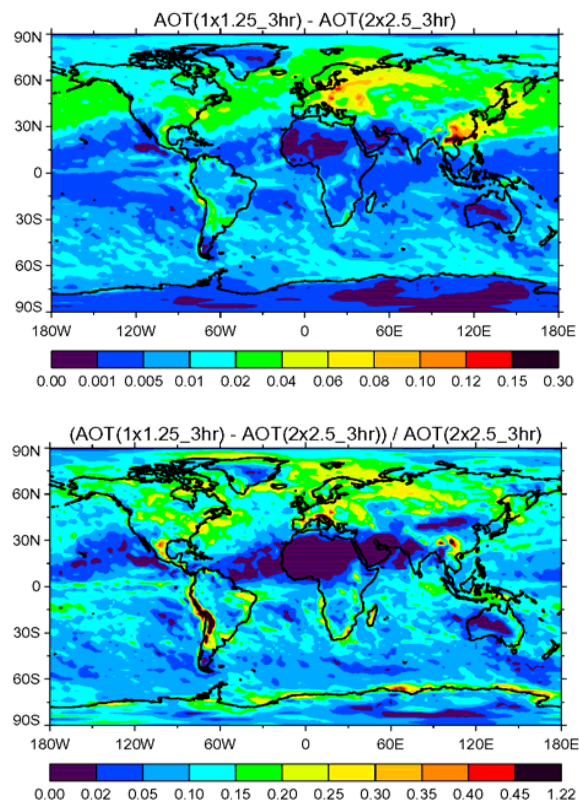 AOT(1x1.25_3hr) - AOT(2x2.5_3hr)
90N
60N
30N
0
30S
60S
90S
180W 120W 60W 0 60E 120E 180E
0.00 0.001 0.005 0.01 0.02 0.04 0.06 0.08 0.10 0.12 0.15 0.30
(AOT(1x1.25_3hr) - AOT(2x2.5_3hr)) / AOT(2x2.5_3hr)
90N
60N
30N
0
30S
60S
90S
180W 120W 60W 0 60E 120E 180E
0.00 0.02 0.05 0.10 0.15 0.20 0.25 0.30 0.35 0.40 0.45 1.22